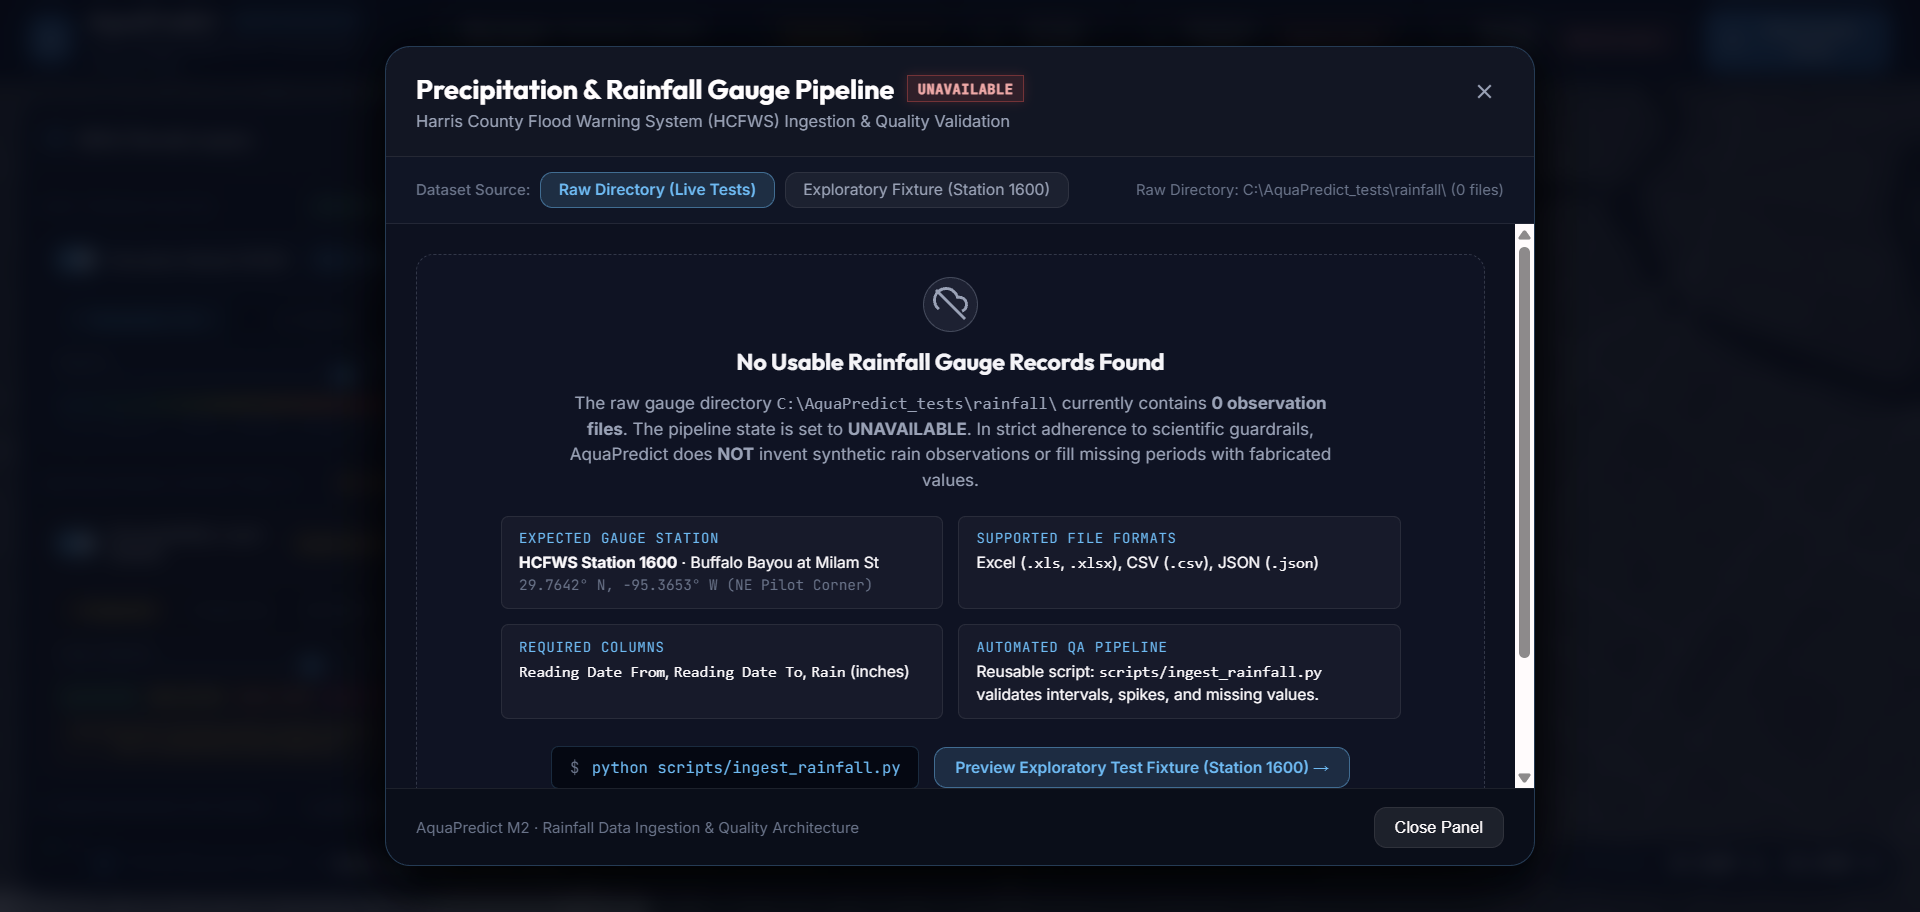 Precipitation & Rainfall Gauge Pipeline UNAVAILABLE
Harris County Flood Warning System (HCFWS) Ingestion & Quality Validation
Dataset Source: Raw Directory (Live Tests) Exploratory Fixture (Station 1600) Raw Directory: C:\AquaPredict_tests\rainfall\ (0 files)
No Usable Rainfall Gauge Records Found
The raw gauge directory C:\AquaPredict_tests\rainfall\ currently contains 0 observation
files. The pipeline state is set to UNAVAILABLE. In strict adherence to scientific guardrails,
AquaPredict does NOT invent synthetic rain observations or fill missing periods with fabricated
values.
EXPECTED GAUGE STATION
HCFWS Station 1600 · Buffalo Bayou at Milam St
29.7642° N, -95.3653° W (NE Pilot Corner)
SUPPORTED FILE FORMATS
Excel (.xls, .xlsx), CSV (.csv), JSON (.json)
REQUIRED COLUMNS
Reading Date From, Reading Date To, Rain (inches)
AUTOMATED QA PIPELINE
Reusable script: scripts/ingest_rainfall.py
validates intervals, spikes, and missing values.
$ python scripts/ingest_rainfall.py
Preview Exploratory Test Fixture (Station 1600) →
AquaPredict M2 · Rainfall Data Ingestion & Quality Architecture
Close Panel